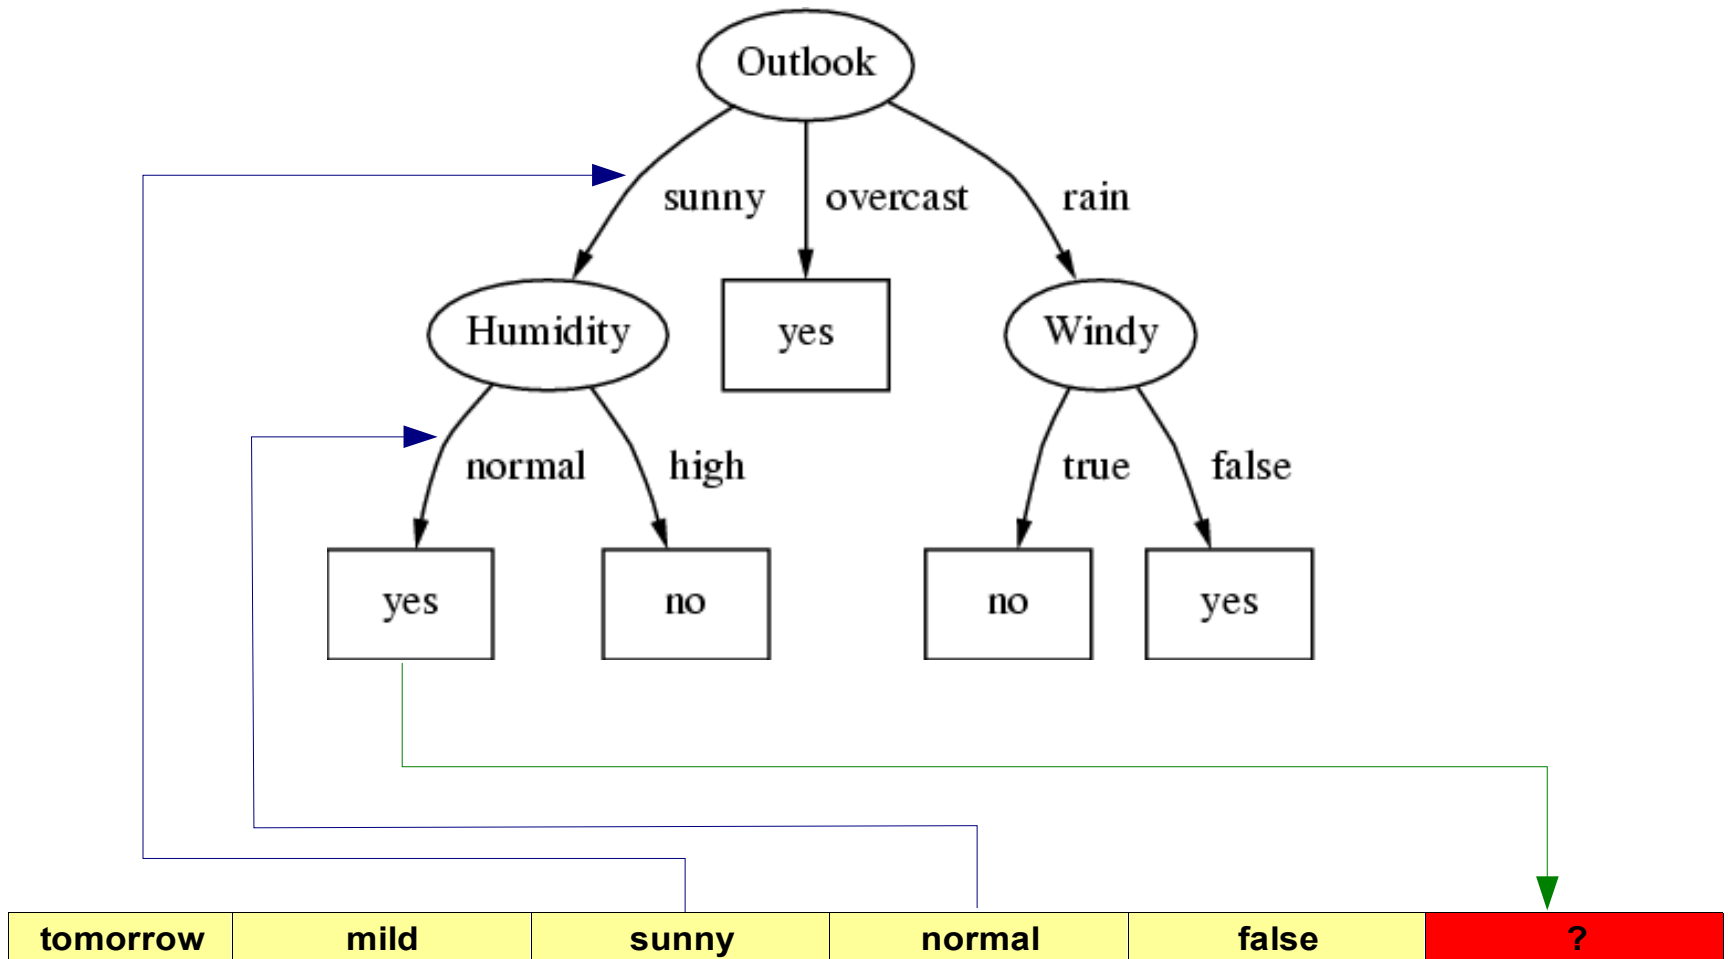 Outlook
sunny overcast rain
Humidity yes Windy
normal high true false
yes no no yes
tomorrow mild sunny normal false ?